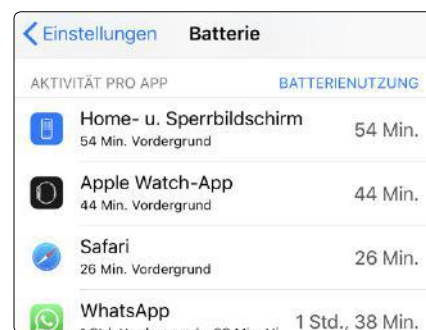 Einstellungen Batterie
AKTIVITÄT PRO APP BATTERIENUTZUNG
Home- u. Sperrbildschirm
54 Min. Vordergrund
54 Min.
Apple Watch-App
44 Min. Vordergrund
44 Min.
Safari
26 Min. Vordergrund
26 Min.
WhatsApp
1 Std., 38 Min.